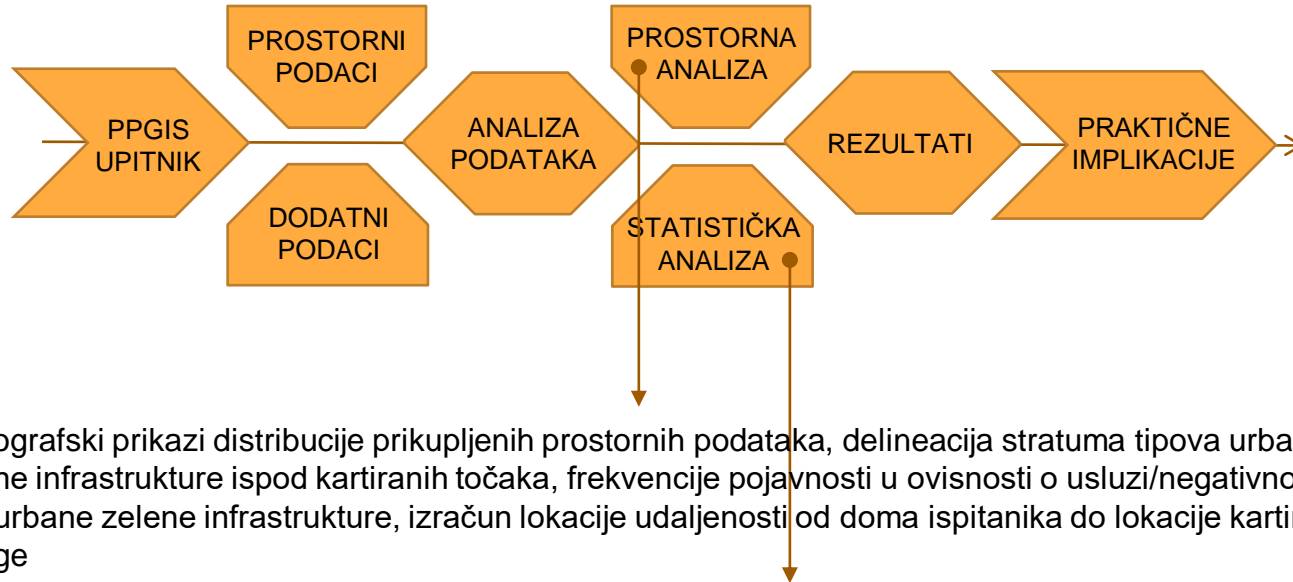 PROSTORNI
PODACI
PROSTORNA
ANALIZA
PPGIS
UPITNIK
ANALIZA
PODATAKA
REZULTATI
PRAKTIČNE
IMPLIKACIJE
DODATNI
PODACI
STATISTIČKA
ANALIZA
ografski prikazi distribucije prikupljenih prostornih podataka, delineacija stratuma tipova urba
ne infrastrukture ispod kartiranih točaka, frekvencije pojavnosti u ovisnosti o usluzi/negativno
urbane zelene infrastrukture, izračun lokacije udaljenosti od doma ispitanika do lokacije kartir
ge